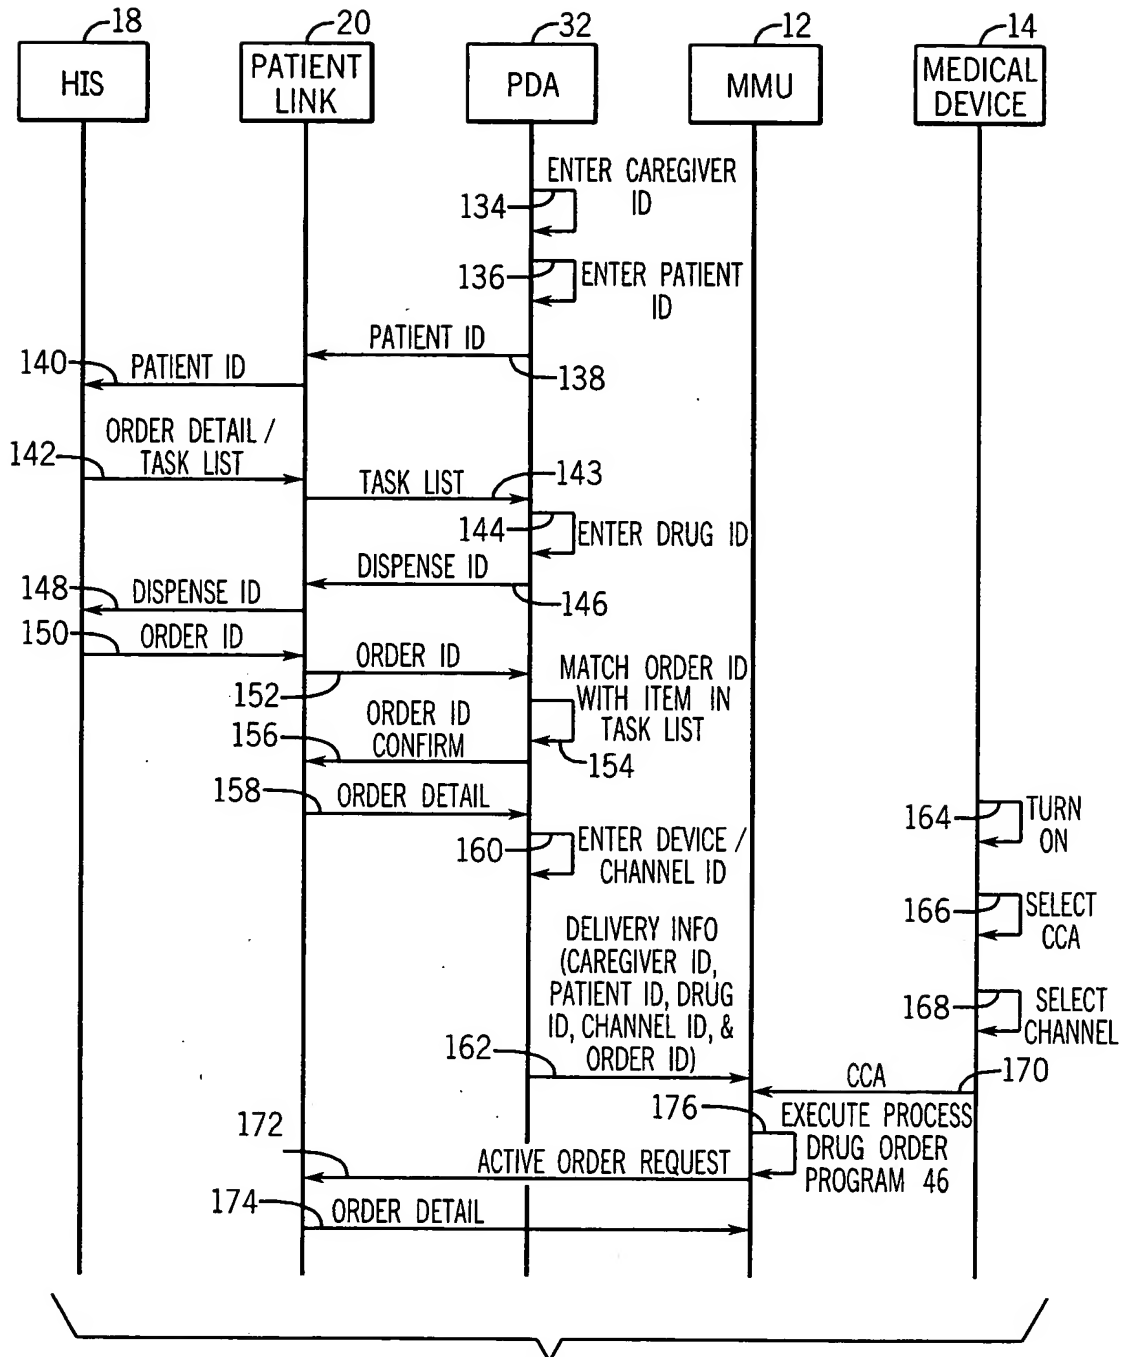 18
20
32
12
14
HIS
PATIENT
LINK
PDA
MMU
MEDICAL
DEVICE
ENTER CAREGIVER
ID
134
136
ENTER PATIENT
ID
PATIENT ID
138
140
PATIENT ID
ORDER DETAIL /
TASK LIST
142
TASK LIST
143
144
ENTER DRUG ID
DISPENSE ID
146
148
DISPENSE ID
150
ORDER ID
ORDER ID
152
MATCH ORDER ID
WITH ITEM IN
TASK LIST
154
ORDER ID
CONFIRM
156
158
ORDER DETAIL
160
ENTER DEVICE /
CHANNEL ID
164
TURN
ON
166
SELECT
CCA
168
SELECT
CHANNEL
DELIVERY INFO
(CAREGIVER ID,
PATIENT ID, DRUG
ID, CHANNEL ID, &
ORDER ID)
162
CCA
170
176
EXECUTE PROCESS
DRUG ORDER
PROGRAM 46
172
ACTIVE ORDER REQUEST
174
ORDER DETAIL